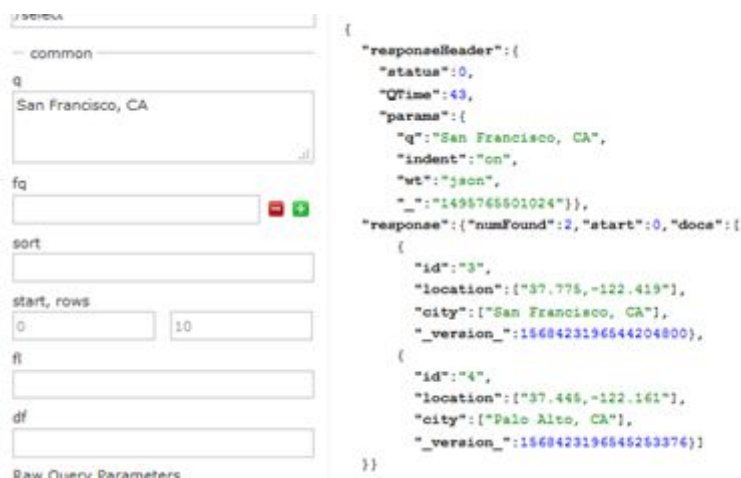 /select
common
q
San Francisco, CA
fq
sort
start, rows
0 10
fl
df
Raw Query Parameters
{
"responseHeader":{
"status":0,
"QTime":43,
"params":{
"q":"San Francisco, CA",
"indent":"on",
"wt":"json",
"_":"1495765501024"}},
"response":{"numFound":2,"start":0,"docs":[
{
"id":"3",
"location":["37.775,-122.419"],
"city":["San Francisco, CA"],
"_version_":1568423196544204800},
{
"id":"4",
"location":["37.445,-122.161"],
"city":["Palo Alto, CA"],
"_version_":1568423196545253376}]
}}